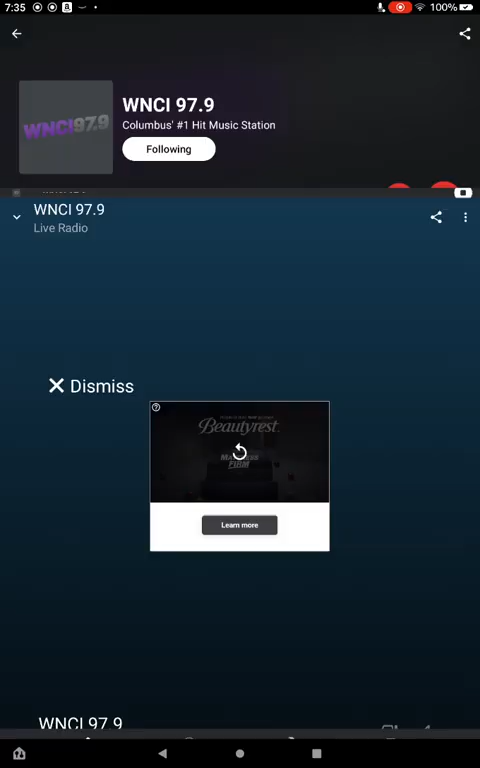 7:35
100%
WNCI 97.9
WNCI 97.9
Columbus' #1 Hit Music Station
Following
WNCI 97.9
Live Radio
Dismiss
Beautyrest
FIRM
Learn more
WNCI 97.9